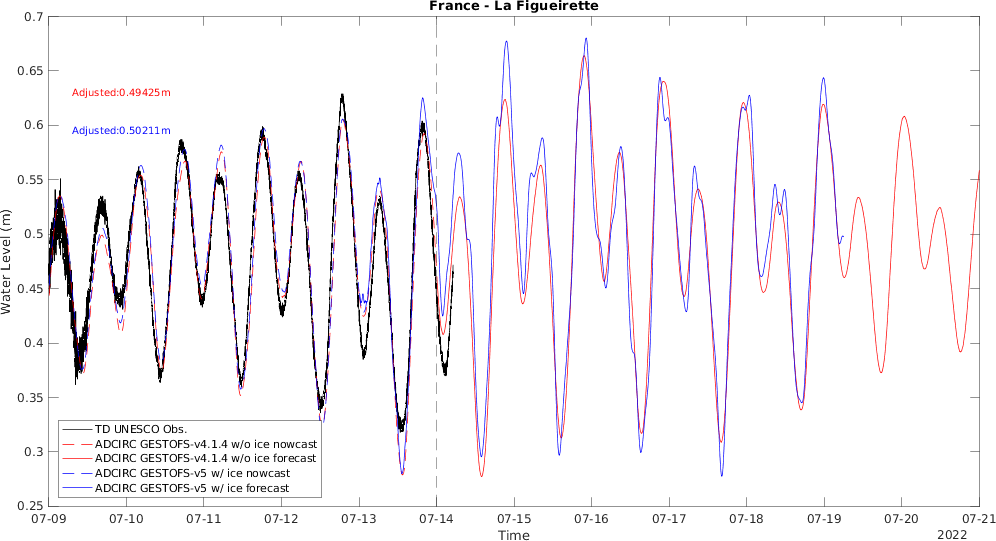 France - La Figueirette
0.7
0.65
0.6
0.55
0.5
0.45
0.4
0.35
0.3
0.25
Water Level (m)
Adjusted:0.49425m
Adjusted:0.50211m
TD UNESCO Obs.
ADCIRC GESTOFS-v4.1.4 w/o ice nowcast
ADCIRC GESTOFS-v4.1.4 w/o ice forecast
ADCIRC GESTOFS-v5 w/ ice nowcast
ADCIRC GESTOFS-v5 w/ ice forecast
07-09 07-10 07-11 07-12 07-13 07-14 07-15 07-16 07-17 07-18 07-19 07-20 07-21
Time
2022